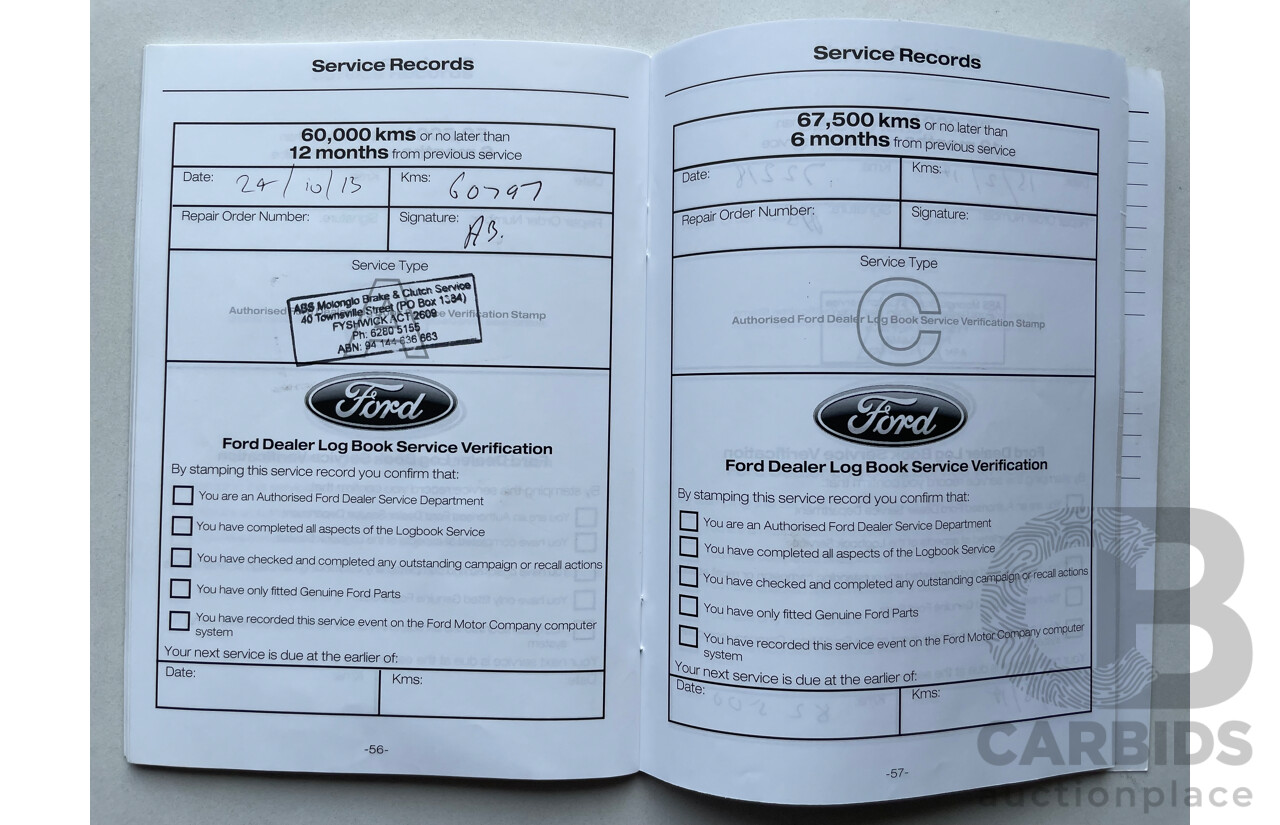 Service Records
60,000 kms or no later than
12 months from previous service
Date: 24/10/13 Kms: 60797
Repair Order Number: Signature: AB.
Service Type
A
Authorised Ford
Service Verification Stamp
ABS Molonglo Brake & Clutch Service
40 Townsville Street (PO Box 1384)
FYSHWICK ACT 2609
Ph: 6280 5155
ABN: 94 144 636 663
Ford
Ford Dealer Log Book Service Verification
By stamping this service record you confirm that:
You are an Authorised Ford Dealer Service Department
You have completed all aspects of the Logbook Service
You have checked and completed any outstanding campaign or recall actions
You have only fitted Genuine Ford Parts
You have recorded this service event on the Ford Motor Company computer
system
Your next service is due at the earlier of:
Date: Kms:
-56-
Service Records
67,500 kms or no later than
6 months from previous service
Date: Kms:
Repair Order Number: Signature:
Service Type
C
Authorised Ford Dealer Log Book Service Verification Stamp
Ford
Ford Dealer Log Book Service Verification
By stamping this service record you confirm that:
You are an Authorised Ford Dealer Service Department
You have completed all aspects of the Logbook Service
You have checked and completed any outstanding campaign or recall actions
You have only fitted Genuine Ford Parts
You have recorded this service event on the Ford Motor Company computer
system
Your next service is due at the earlier of:
Date: Kms:
-57-
CB
CARBIDS
auctionplace